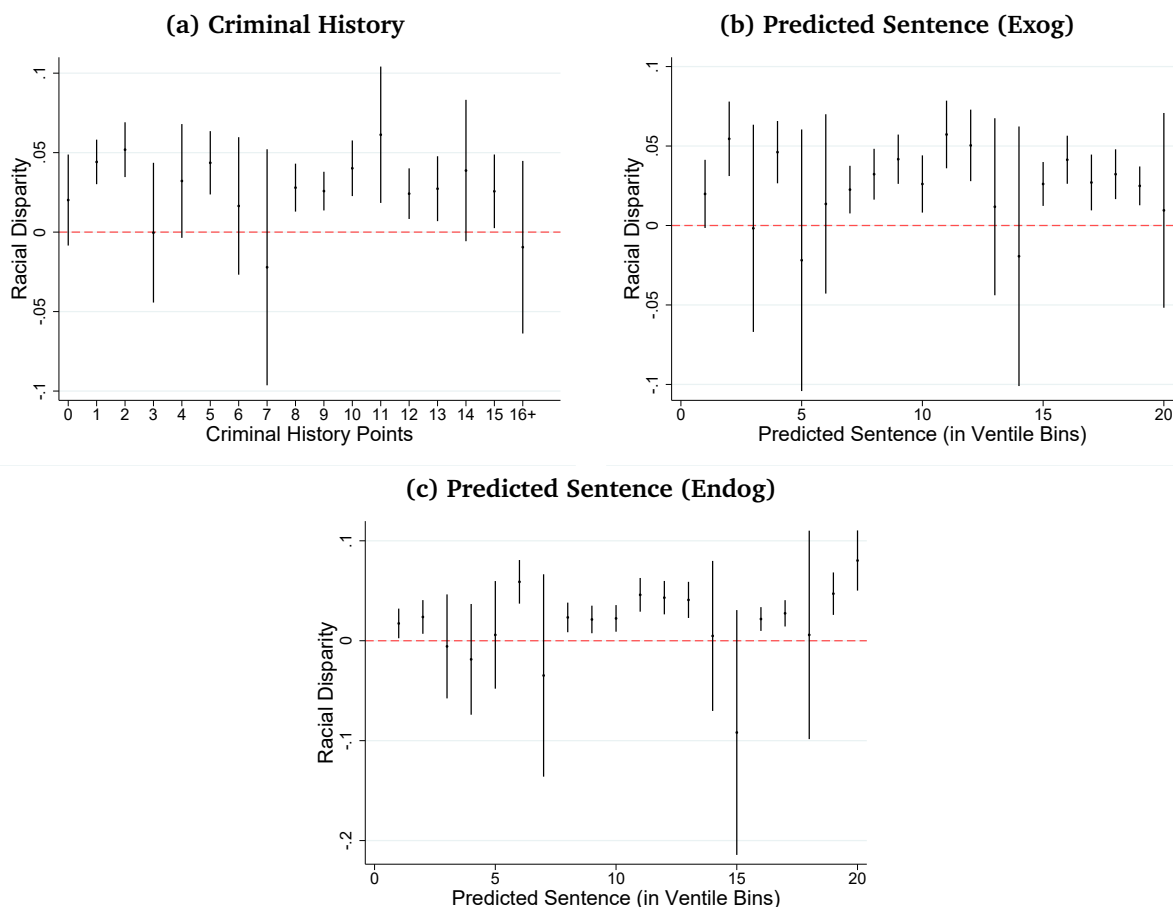 (a) Criminal History
.1
.05
0
-.05
-.1
Racial Disparity
0 1 2 3 4 5 6 7 8 9 10 11 12 13 14 15 16+
Criminal History Points
(b) Predicted Sentence (Exog)
.1
.05
0
-.05
-.1
Racial Disparity
0 5 10 15 20
Predicted Sentence (in Ventile Bins)
(c) Predicted Sentence (Endog)
.1
0
-.1
-.2
Racial Disparity
0 5 10 15 20
Predicted Sentence (in Ventile Bins)